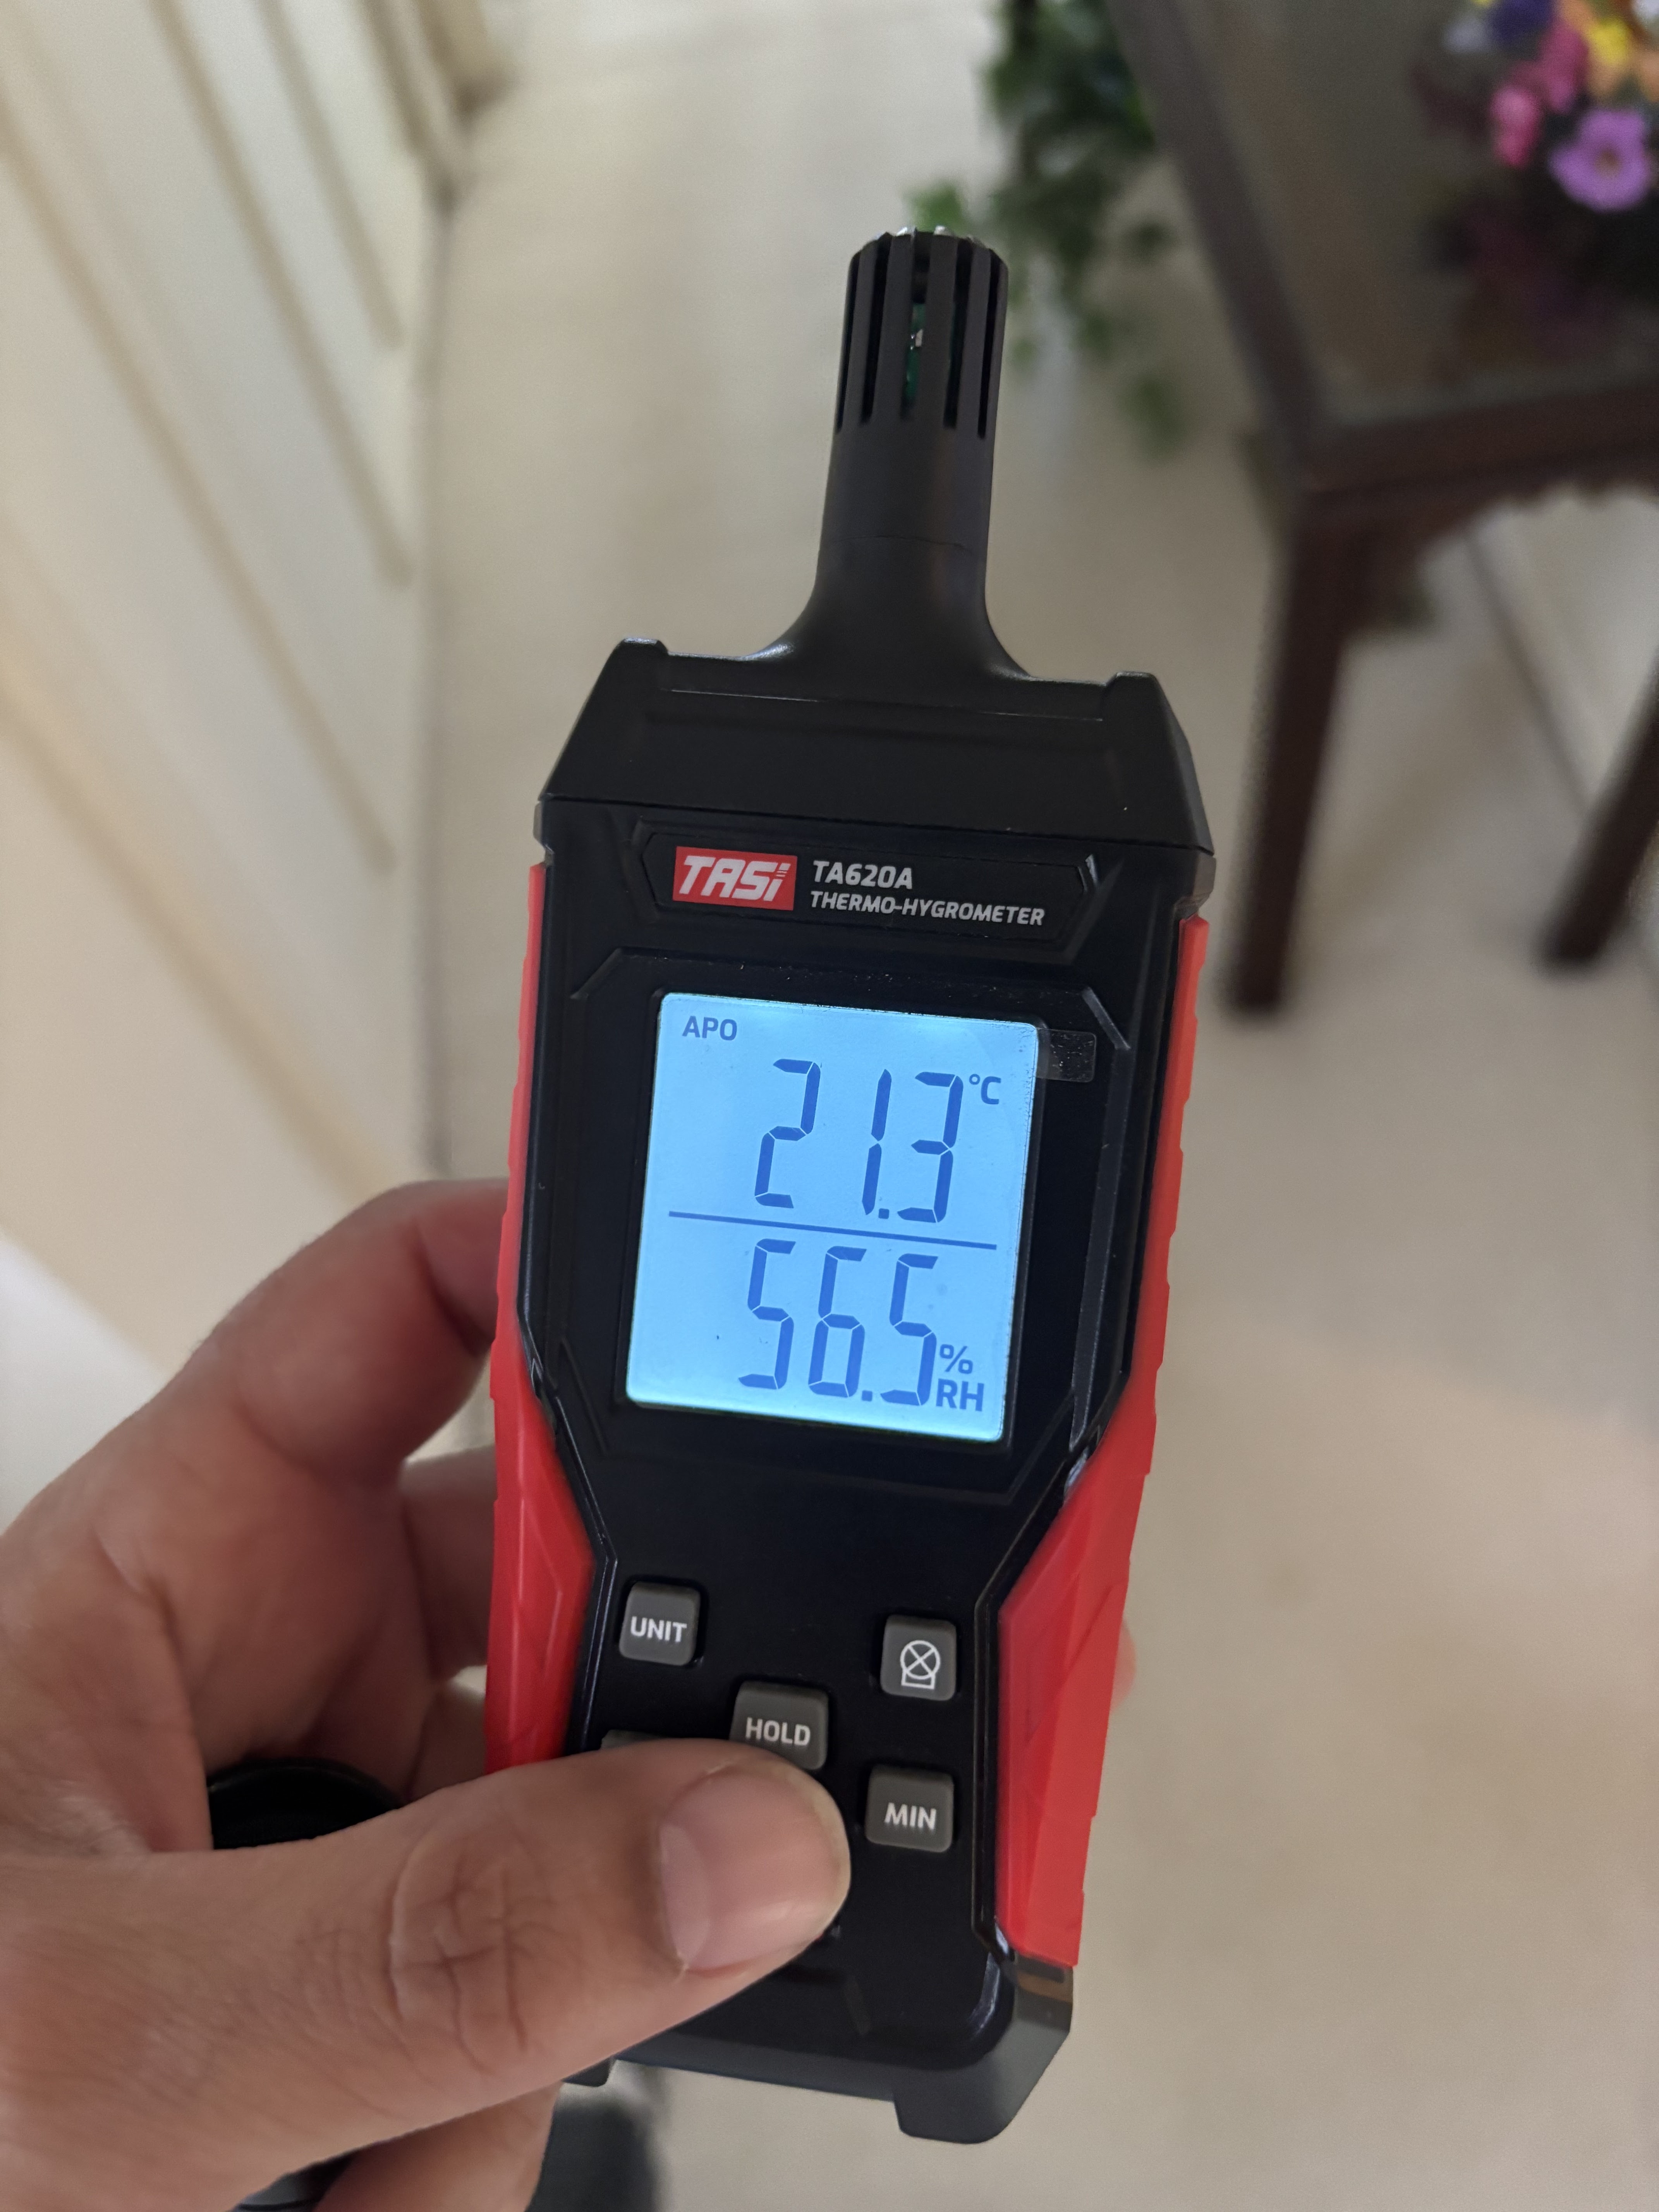 TASI
TA620A
THERMO-HYGROMETER
APO
21.3 °C
56.5 % RH
UNIT
HOLD
MIN